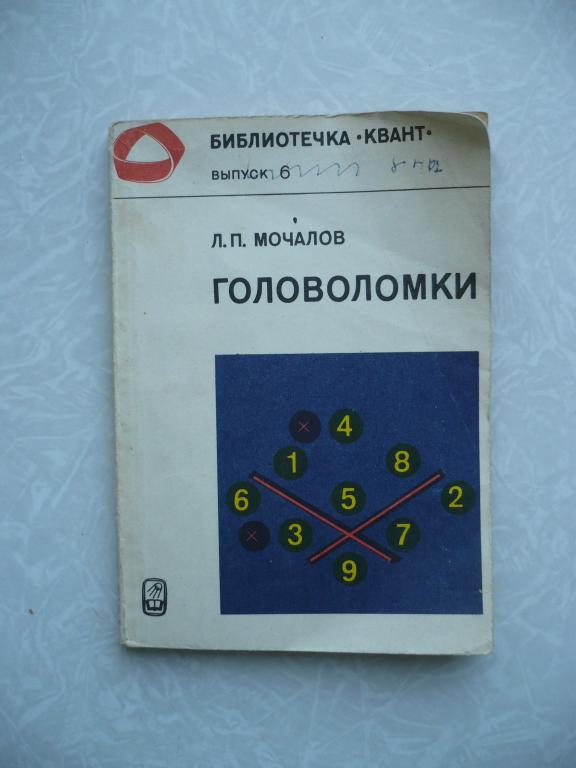 БИБЛИОТЕЧКА «КВАНТ»
ВЫПУСК 6
Л. П. МОЧАЛОВ
ГОЛОВОЛОМКИ
4
1 8
6 5 2
3 7
9